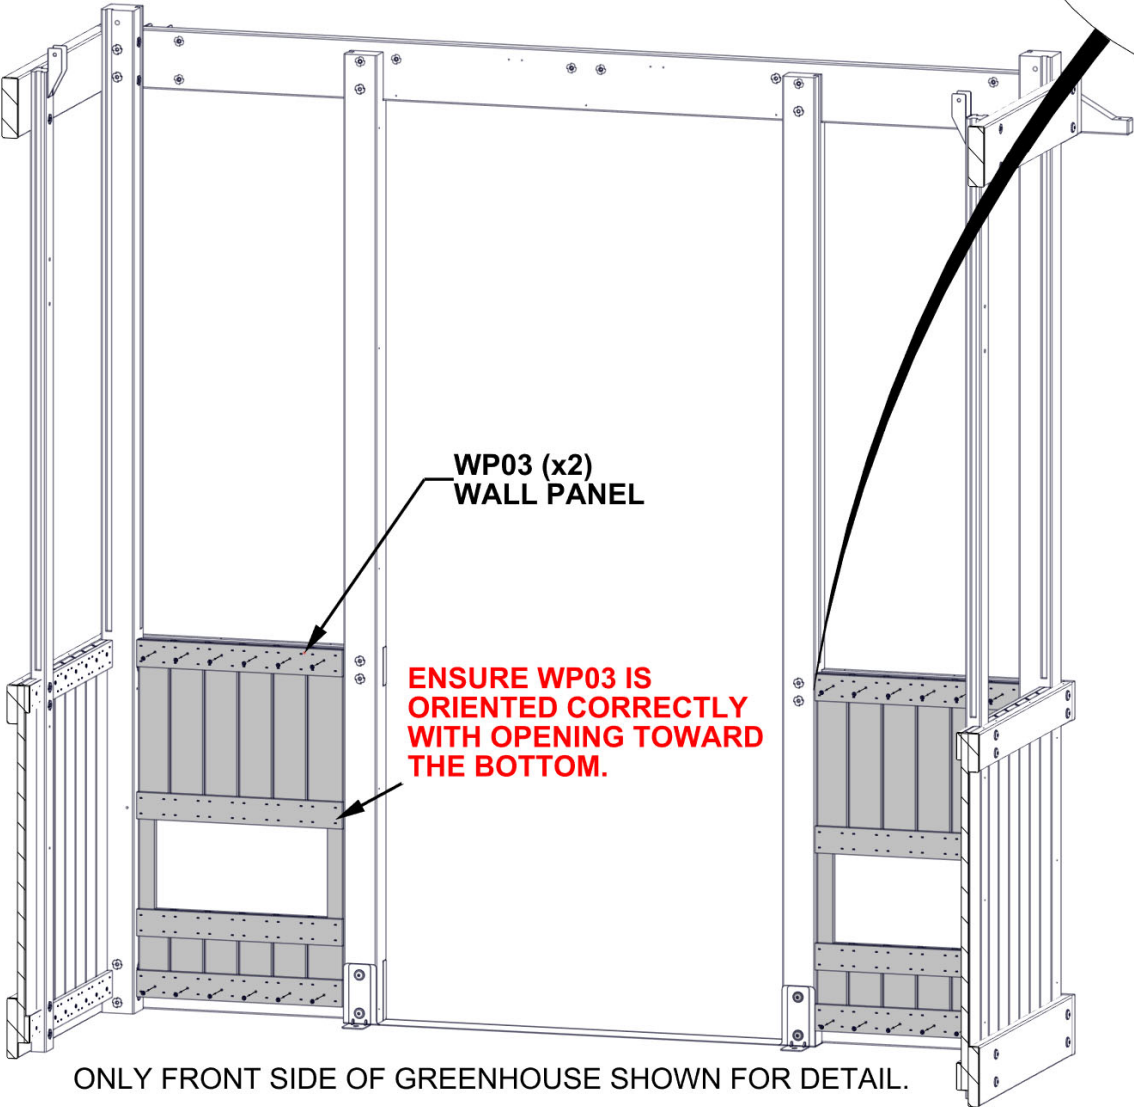 WP03 (x2)
WALL PANEL
ENSURE WP03 IS
ORIENTED CORRECTLY
WITH OPENING TOWARD
THE BOTTOM.
ONLY FRONT SIDE OF GREENHOUSE SHOWN FOR DETAIL.